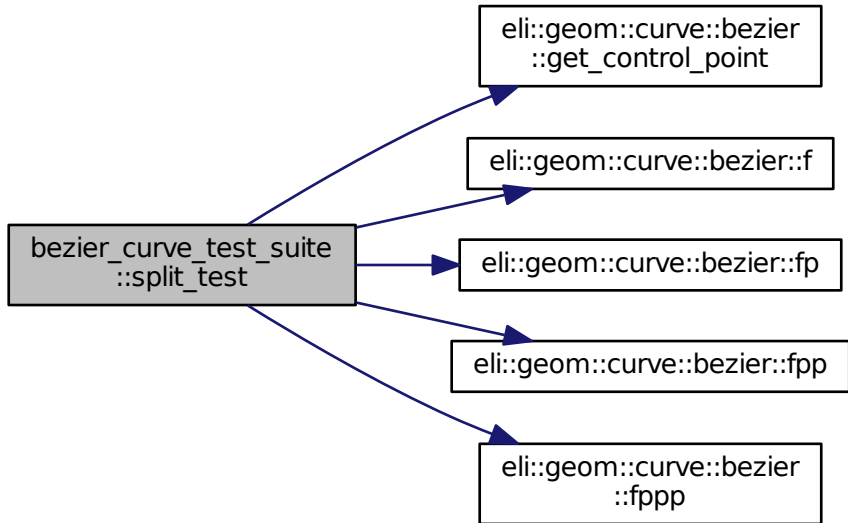 eli::geom::curve::bezier
::get_control_point
eli::geom::curve::bezier::f
bezier_curve_test_suite
::split_test
eli::geom::curve::bezier::fp
eli::geom::curve::bezier::fpp
eli::geom::curve::bezier
::fppp